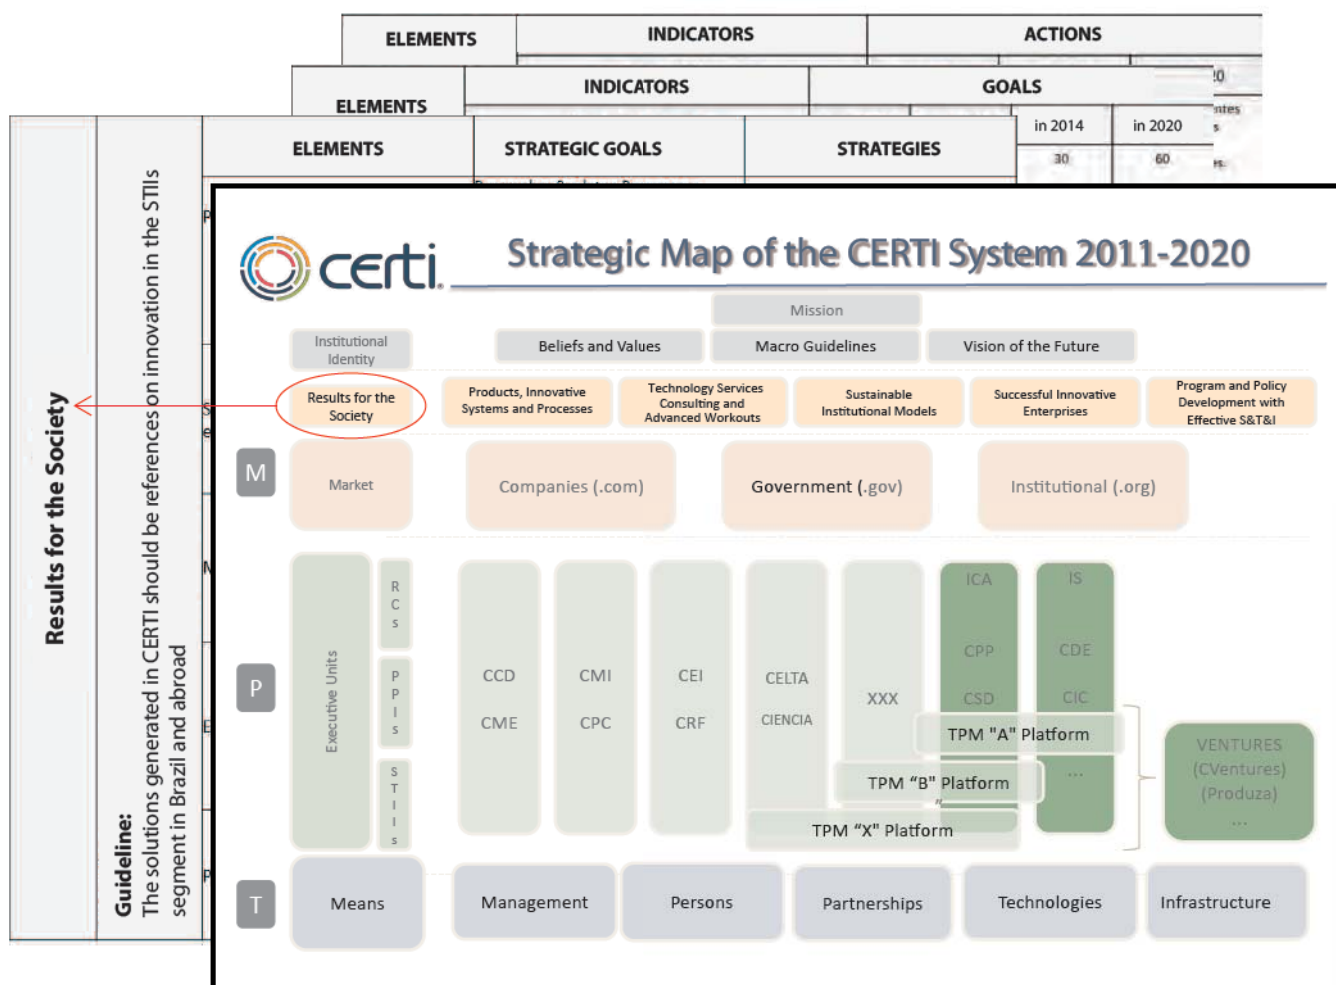 ELEMENTS
INDICATORS
ACTIONS
ELEMENTS
INDICATORS
GOALS
in 2014
in 2020
30
60
ELEMENTS
STRATEGIC GOALS
STRATEGIES
Results for the Society
Guideline:
The solutions generated in CERTI should be references on innovation in the STIIs
segment in Brazil and abroad
certi®
Strategic Map of the CERTI System 2011-2020
Mission
Institutional
Identity
Beliefs and Values
Macro Guidelines
Vision of the Future
Results for the
Society
Products, Innovative
Systems and Processes
Technology Services
Consulting and
Advanced Workouts
Sustainable
Institutional Models
Successful Innovative
Enterprises
Program and Policy
Development with
Effective S&T&I
M
Market
Companies (.com)
Government (.gov)
Institutional (.org)
P
Executive Units
RCs
PPIs
STIIs
CCD
CME
CMI
CPC
CEI
CRF
CELTA
CIENCIA
XXX
ICA
CPP
CSD
IS
CDE
CIC
...
TPM "A" Platform
TPM “B” Platform
”
TPM “X” Platform
VENTURES
(CVentures)
(Produza)
...
T
Means
Management
Persons
Partnerships
Technologies
Infrastructure